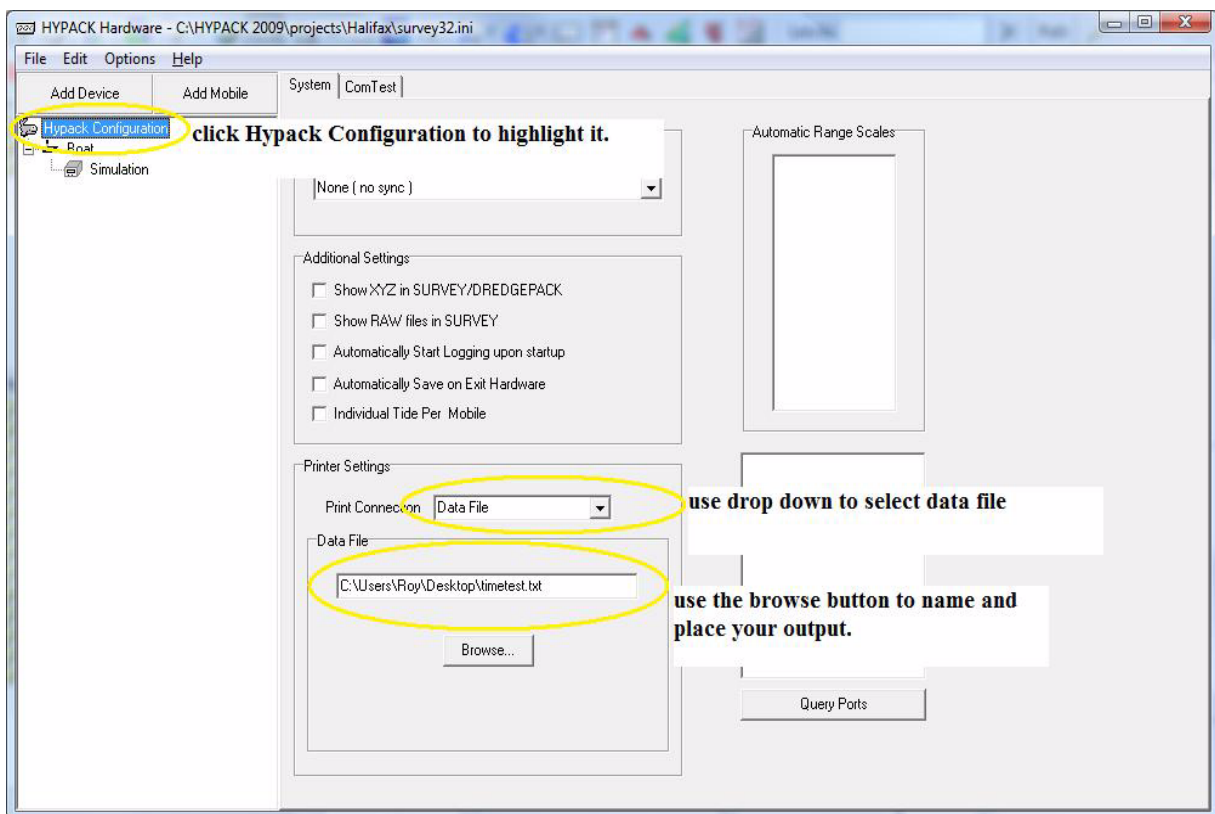 HYPACK Hardware - C:\HYPACK 2009\projects\Halifax\survey32.ini
File Edit Options Help
Add Device Add Mobile System ComTest
Hypack Configuration click Hypack Configuration to highlight it.
Boat
Simulation
Automatic Range Scales
None ( no sync )
Additional Settings
Show XYZ in SURVEY/DREDGEPACK
Show RAW files in SURVEY
Automatically Start Logging upon startup
Automatically Save on Exit Hardware
Individual Tide Per Mobile
Printer Settings
Print Connection Data File
use drop down to select data file
Data File
C:\Users\Roy\Desktop\timetest.txt
use the browse button to name and
place your output.
Browse...
Query Ports